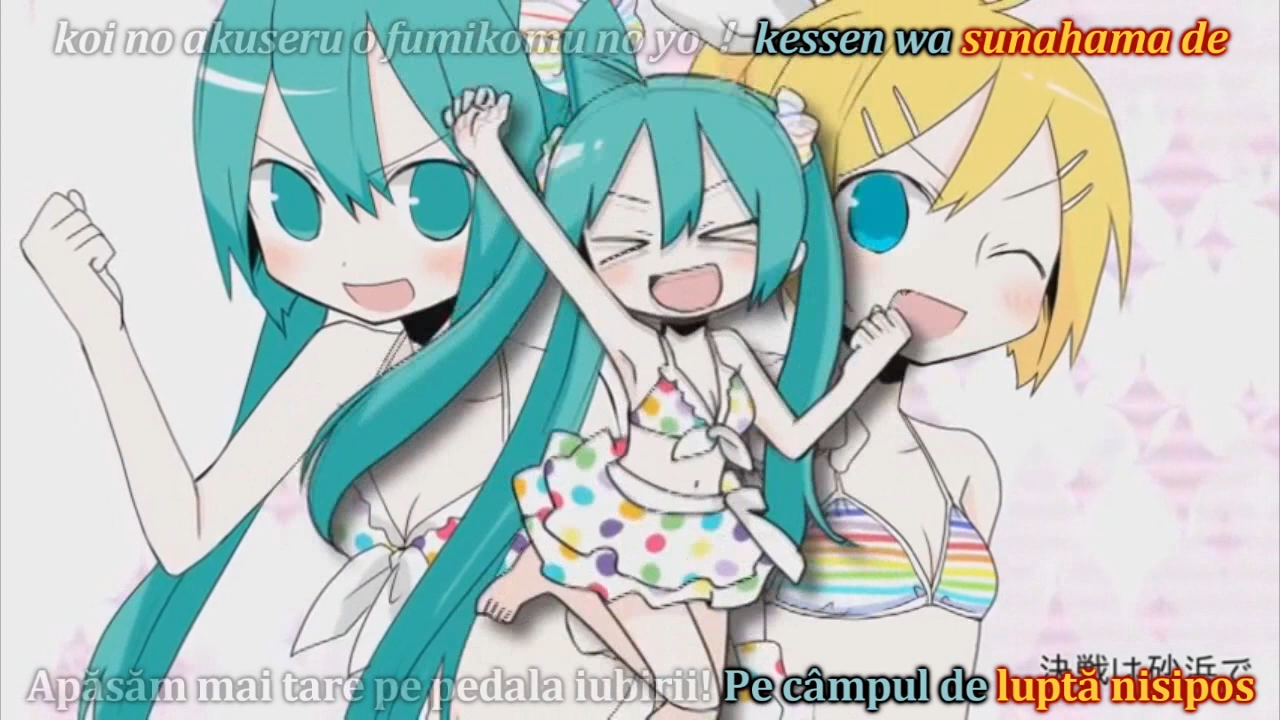 koi no akuseru o fumikomu no yo ! kessen wa sunahama de
決戦は砂浜で
Apăsăm mai tare pe pedala iubirii! Pe câmpul de luptă nisipos